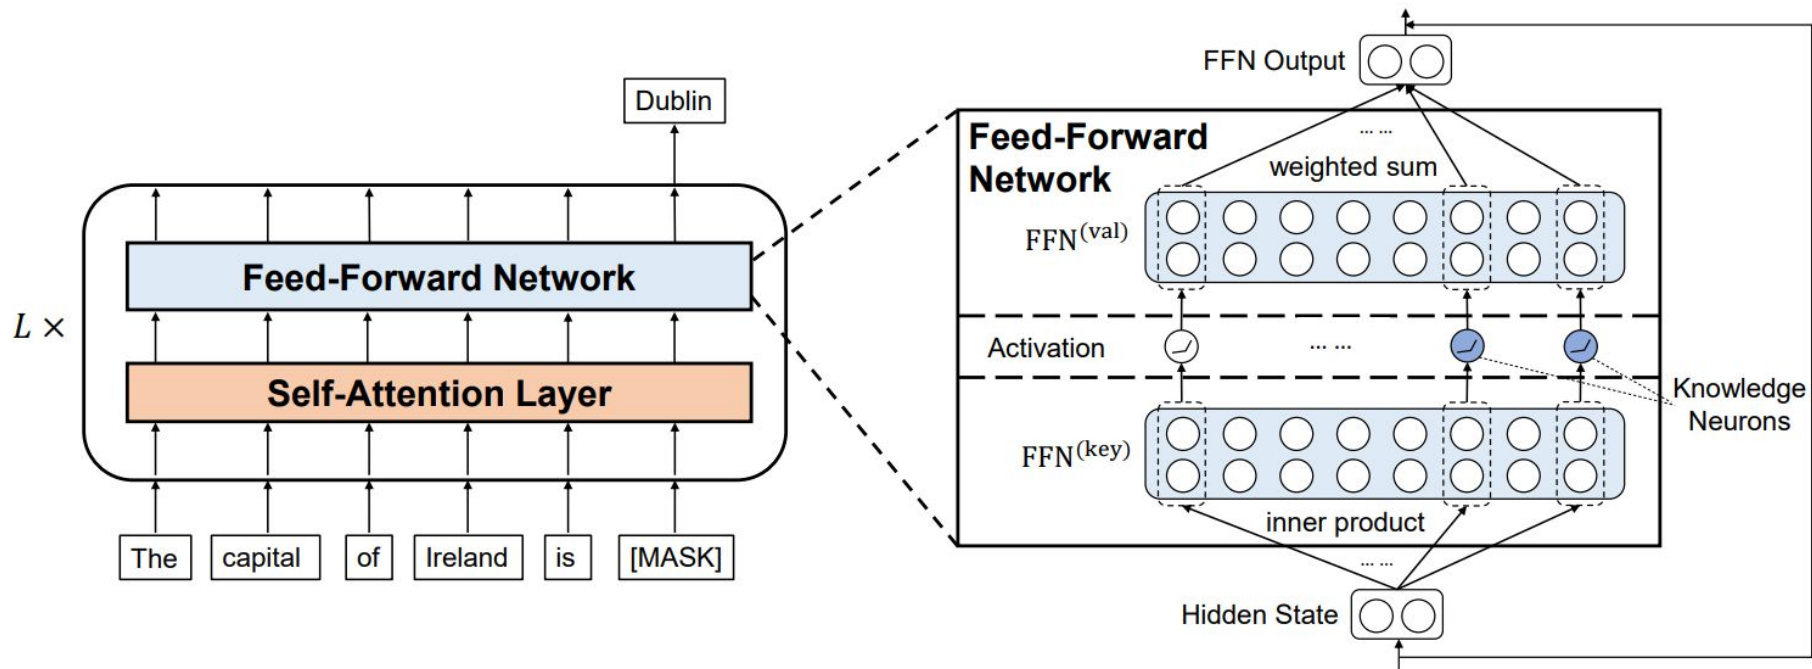 Dublin
Feed-Forward Network
L ×
Self-Attention Layer
The capital of Ireland is [MASK]
FFN Output
Feed-Forward
Network
... ...
weighted sum
FFN(val)
Activation
... ...
Knowledge
Neurons
FFN(key)
inner product
... ...
Hidden State